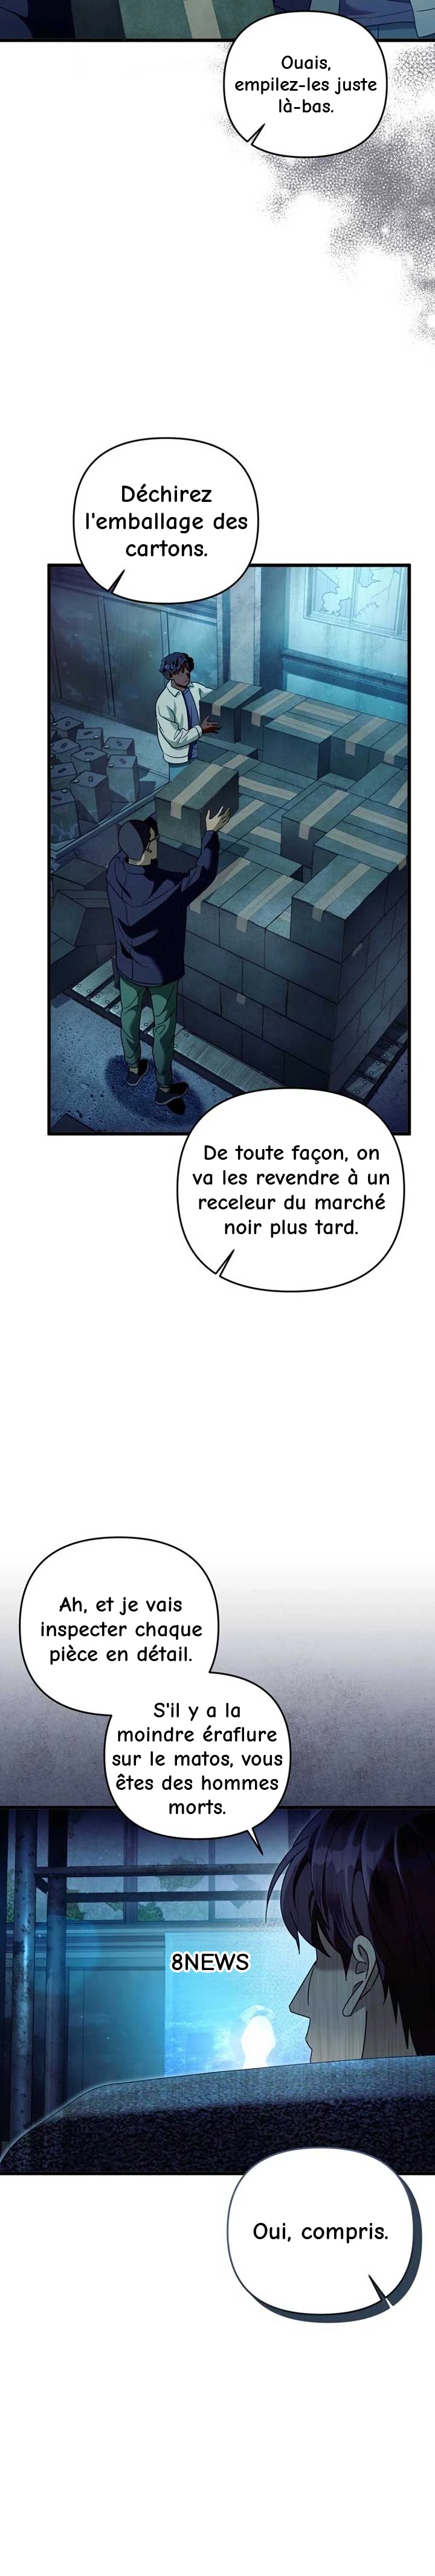 Ouais,
empilez-les juste
là-bas.
Déchirez
l'emballage des
cartons.
De toute façon, on
va les revendre à un
receleur du marché
noir plus tard.
Ah, et je vais
inspecter chaque
pièce en détail.
S'il y a la
moindre éraflure
sur le matos, vous
êtes des hommes
morts.
8NEWS
Oui, compris.